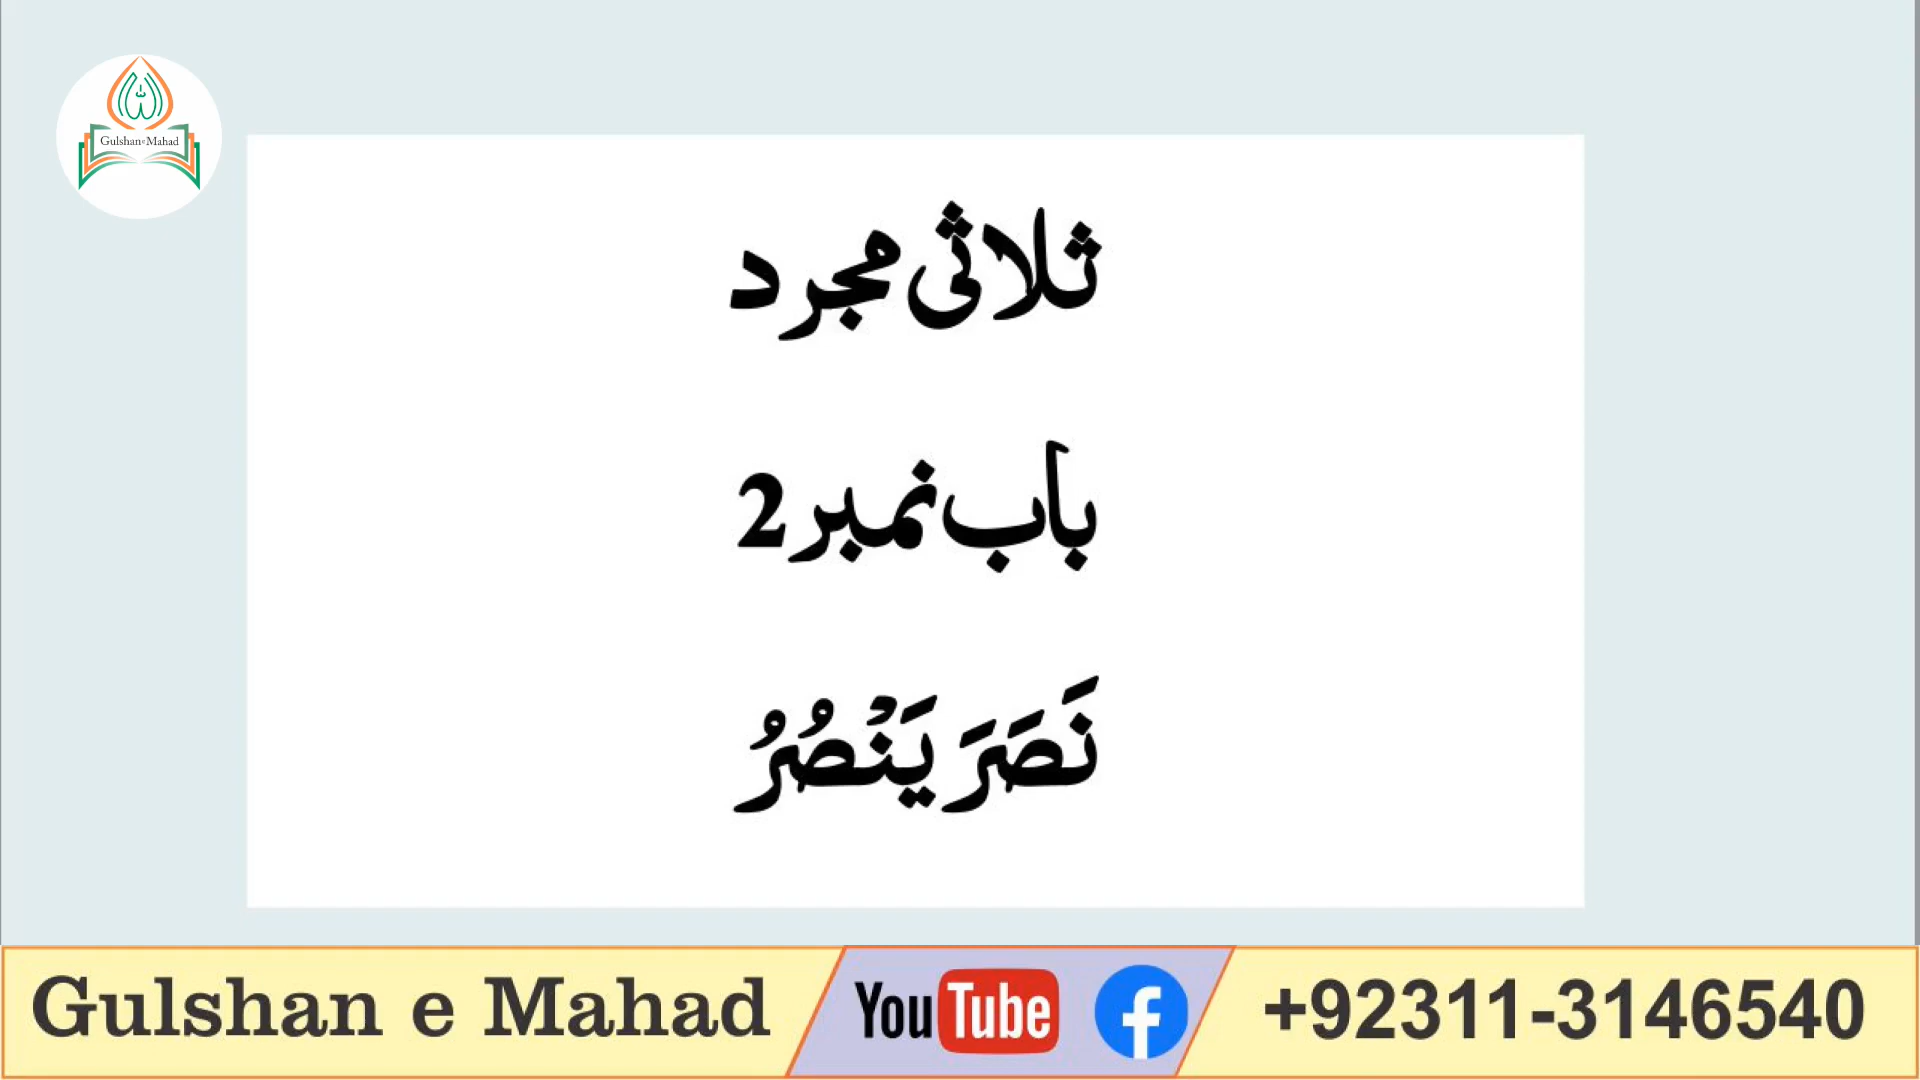 Gulshan e Mahad
ثلاثی مجرد
باب نمبر 2
نَصَرَ یَنْصُرُ
Gulshan e Mahad
YouTube
+92311-3146540